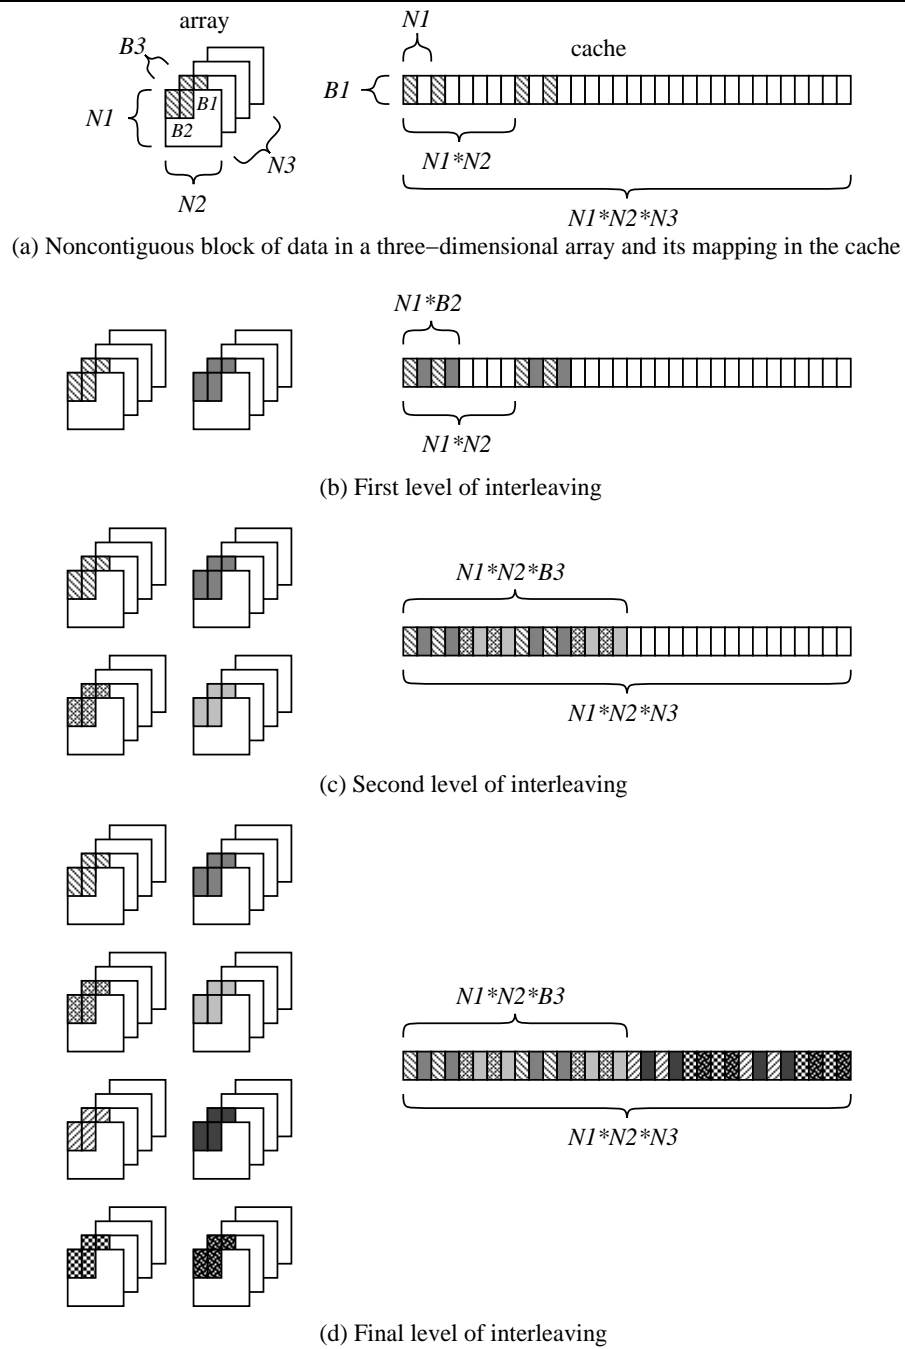 array
N1
cache
B3
B1
N1
B1
B2
N1*N2
N3
N2
N1*N2*N3
(a) Noncontiguous block of data in a three−dimensional array and its mapping in the cache
N1*B2
N1*N2
(b) First level of interleaving
N1*N2*B3
N1*N2*N3
(c) Second level of interleaving
N1*N2*B3
N1*N2*N3
(d) Final level of interleaving